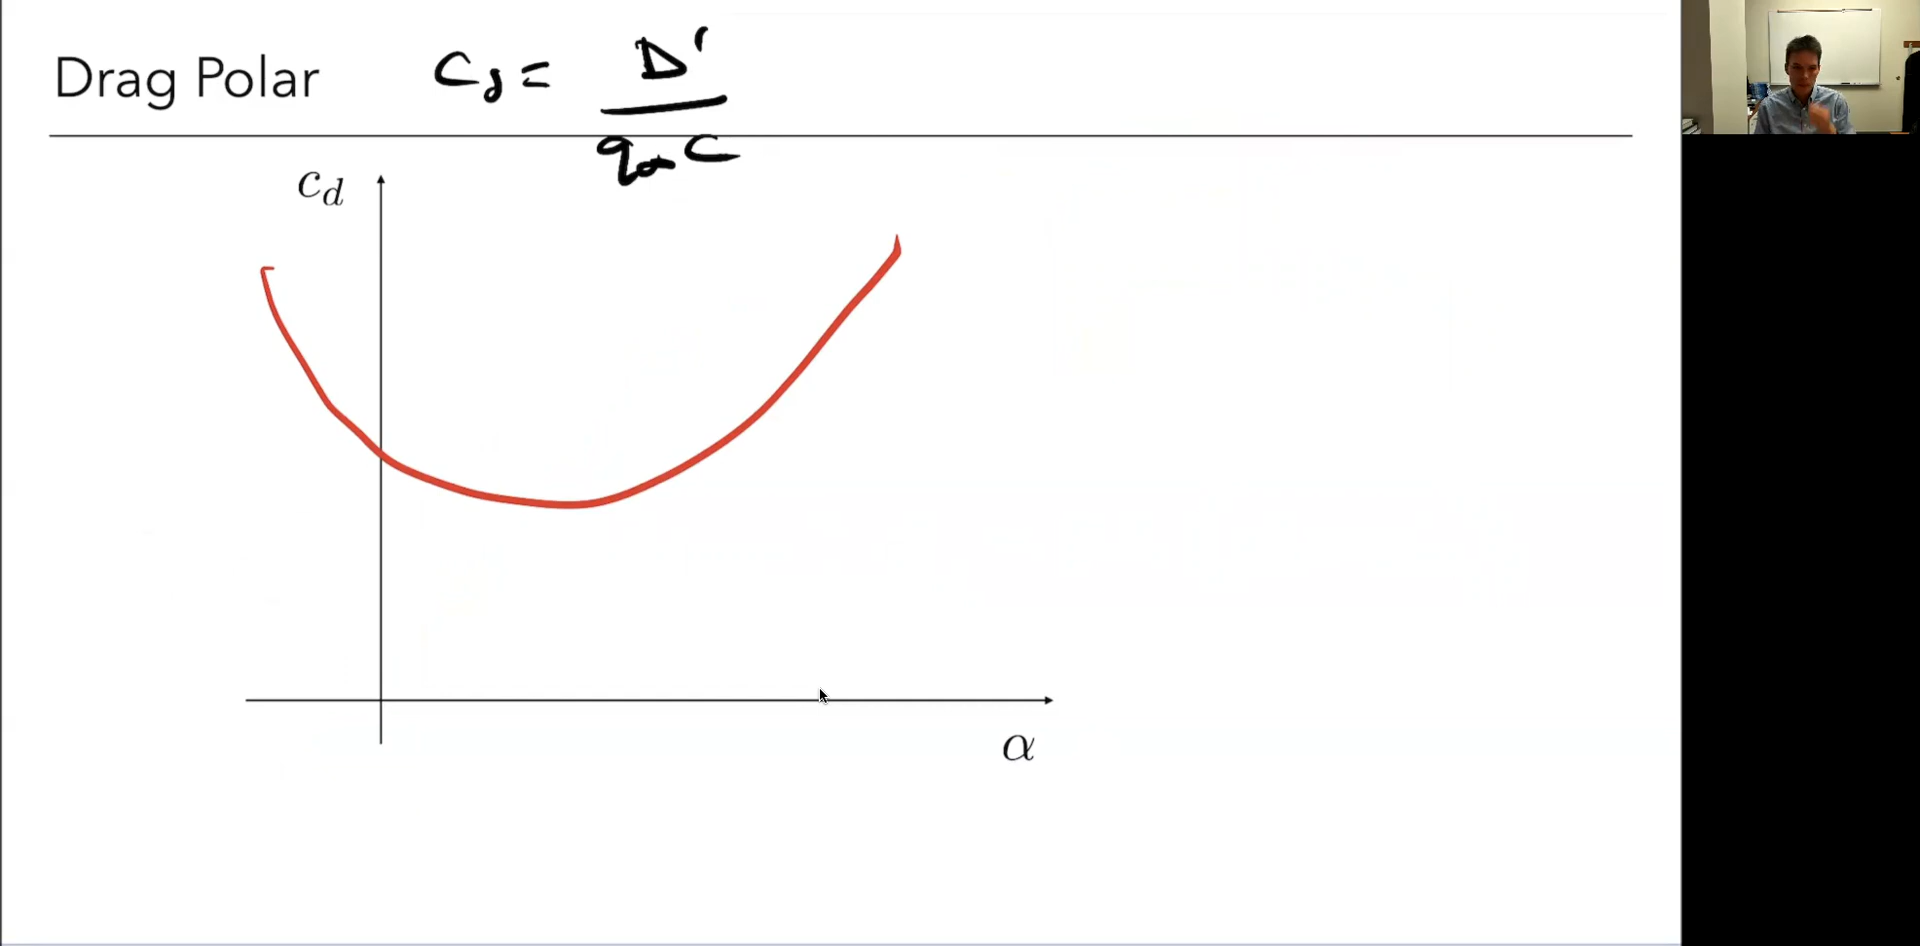 Drag Polar
c_d = D' / q_∞ c
c_d
α